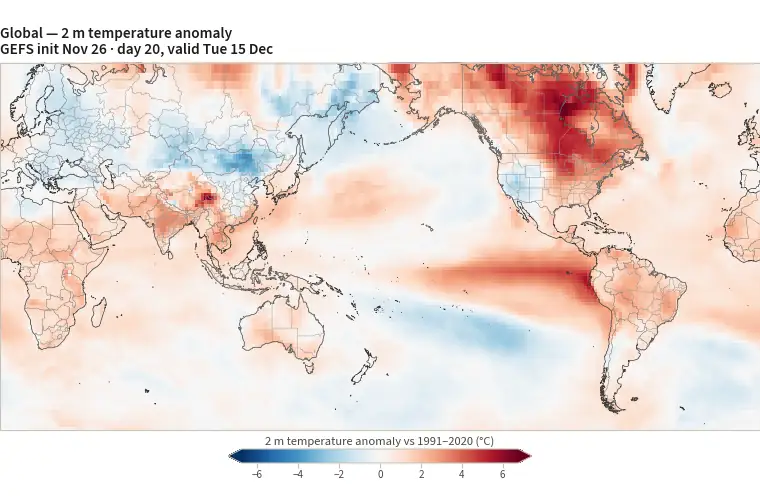 Global — 2 m temperature anomaly
GEFS init Nov 26 · day 20, valid Tue 15 Dec
2 m temperature anomaly vs 1991–2020 (°C)
−6 −4 −2 0 2 4 6